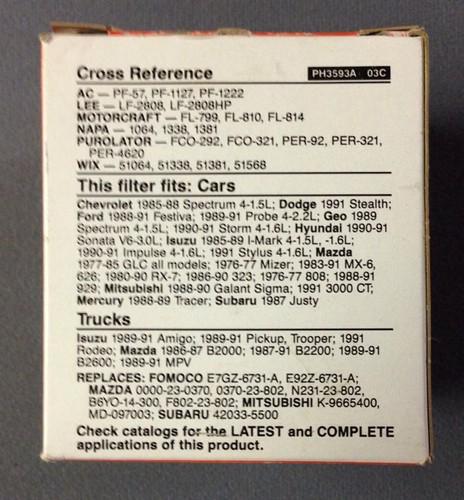 Cross Reference PH3593A 03C
AC — PF-57, PF-1127, PF-1222
LEE — LF-2808, LF-2808HP
MOTORCRAFT — FL-799, FL-810, FL-814
NAPA — 1064, 1338, 1381
PUROLATOR — FCO-292, FCO-321, PER-92, PER-321,
PER-4620
WIX — 51064, 51338, 51381, 51568
This filter fits: Cars
Chevrolet 1985-88 Spectrum 4-1.5L; Dodge 1991 Stealth;
Ford 1988-91 Festiva; 1989-91 Probe 4-2.2L; Geo 1989
Spectrum 4-1.5L; 1990-91 Storm 4-1.6L; Hyundai 1990-91
Sonata V6-3.0L; Isuzu 1985-89 I-Mark 4-1.5L, -1.6L;
1990-91 Impulse 4-1.6L; 1991 Stylus 4-1.6L; Mazda
1977-85 GLC all models; 1976-77 Mizer; 1983-91 MX-6,
626; 1980-90 RX-7; 1986-90 323; 1976-77 808; 1988-91
929; Mitsubishi 1988-90 Galant Sigma; 1991 3000 CT;
Mercury 1988-89 Tracer; Subaru 1987 Justy
Trucks
Isuzu 1989-91 Amigo; 1989-91 Pickup, Trooper; 1991
Rodeo; Mazda 1986-87 B2000; 1987-91 B2200; 1989-91
B2600; 1989-91 MPV
REPLACES: FOMOCO E7GZ-6731-A, E92Z-6731-A;
MAZDA 0000-23-0370, 0370-23-802, N231-23-802,
B6YO-14-300, F802-23-802; MITSUBISHI K-9665400,
MD-097003; SUBARU 42033-5500
Check catalogs for the LATEST and COMPLETE
applications of this product.